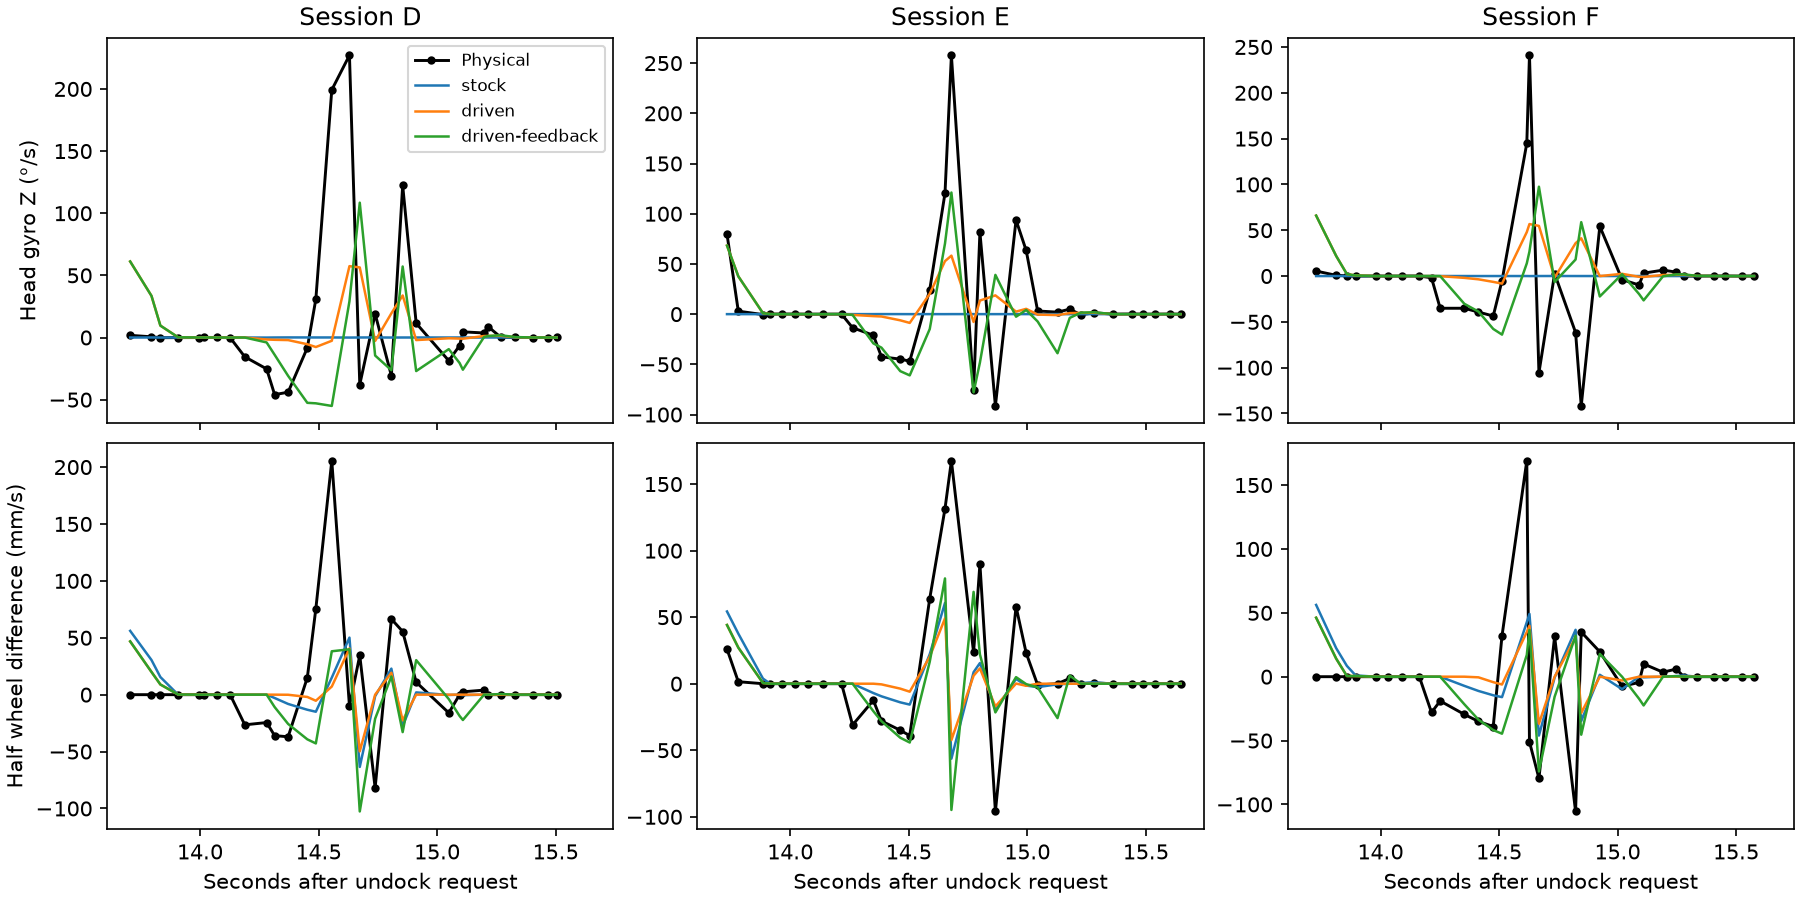 Session D
Session E
Session F
Head gyro Z (°/s)
200
150
100
50
0
−50
Physical
stock
driven
driven-feedback
250
200
150
100
50
0
−50
−100
250
200
150
100
50
0
−50
−100
−150
Half wheel difference (mm/s)
200
150
100
50
0
−50
−100
150
100
50
0
−50
−100
150
100
50
0
−50
−100
14.0 14.5 15.0 15.5
14.0 14.5 15.0 15.5
14.0 14.5 15.0 15.5
Seconds after undock request
Seconds after undock request
Seconds after undock request